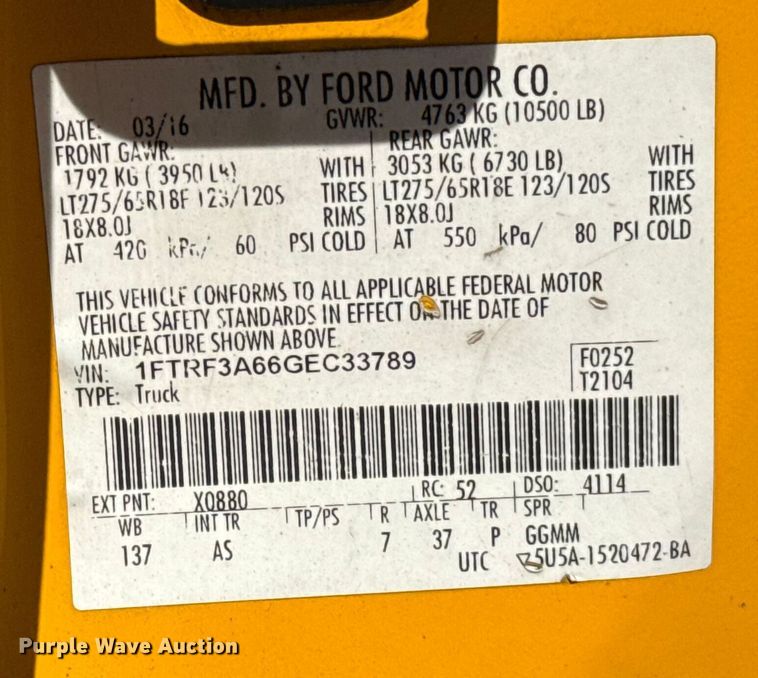 MFD. BY FORD MOTOR CO.
DATE: 03/16 GVWR: 4763 KG (10500 LB)
FRONT GAWR: REAR GAWR:
1792 KG ( 3950 LB) WITH 3053 KG ( 6730 LB) WITH
LT275/65R18E 123/120S TIRES LT275/65R18E 123/120S TIRES
18X8.0J RIMS 18X8.0J RIMS
AT 420 kPa/ 60 PSI COLD AT 550 kPa/ 80 PSI COLD
THIS VEHICLE CONFORMS TO ALL APPLICABLE FEDERAL MOTOR
VEHICLE SAFETY STANDARDS IN EFFECT ON THE DATE OF
MANUFACTURE SHOWN ABOVE.
VIN: 1FTRF3A66GEC33789 F0252
TYPE: Truck T2104
EXT PNT: X0880 RC: 52 DSO: 4114
WB INT TR TP/PS R AXLE TR SPR
137 AS 7 37 P GGMM
UTC 5U5A-1520472-BA
Purple Wave Auction